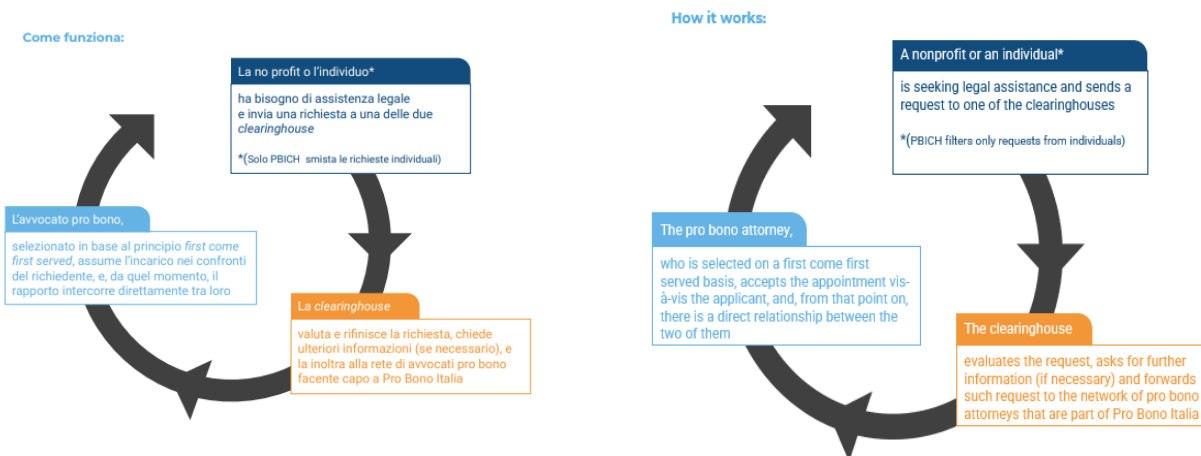 Come funziona:
La no profit o l'individuo*
ha bisogno di assistenza legale
e invia una richiesta a una delle due
clearinghouse
*(Solo PBICH smista le richieste individuali)
L'avvocato pro bono,
selezionato in base al principio first come
first served, assume l'incarico nei confronti
del richiedente, e, da quel momento, il
rapporto intercorre direttamente tra loro
La clearinghouse
valuta e rifinisce la richiesta, chiede
ulteriori informazioni (se necessario), e
la inoltra alla rete di avvocati pro bono
facente capo a Pro Bono Italia
How it works:
A nonprofit or an individual*
is seeking legal assistance and sends a
request to one of the clearinghouses
*(PBICH filters only requests from individuals)
The pro bono attorney,
who is selected on a first come first
served basis, accepts the appointment vis-
à-vis the applicant, and, from that point on,
there is a direct relationship between the
two of them
The clearinghouse
evaluates the request, asks for further
information (if necessary) and forwards
such request to the network of pro bono
attorneys that are part of Pro Bono Italia